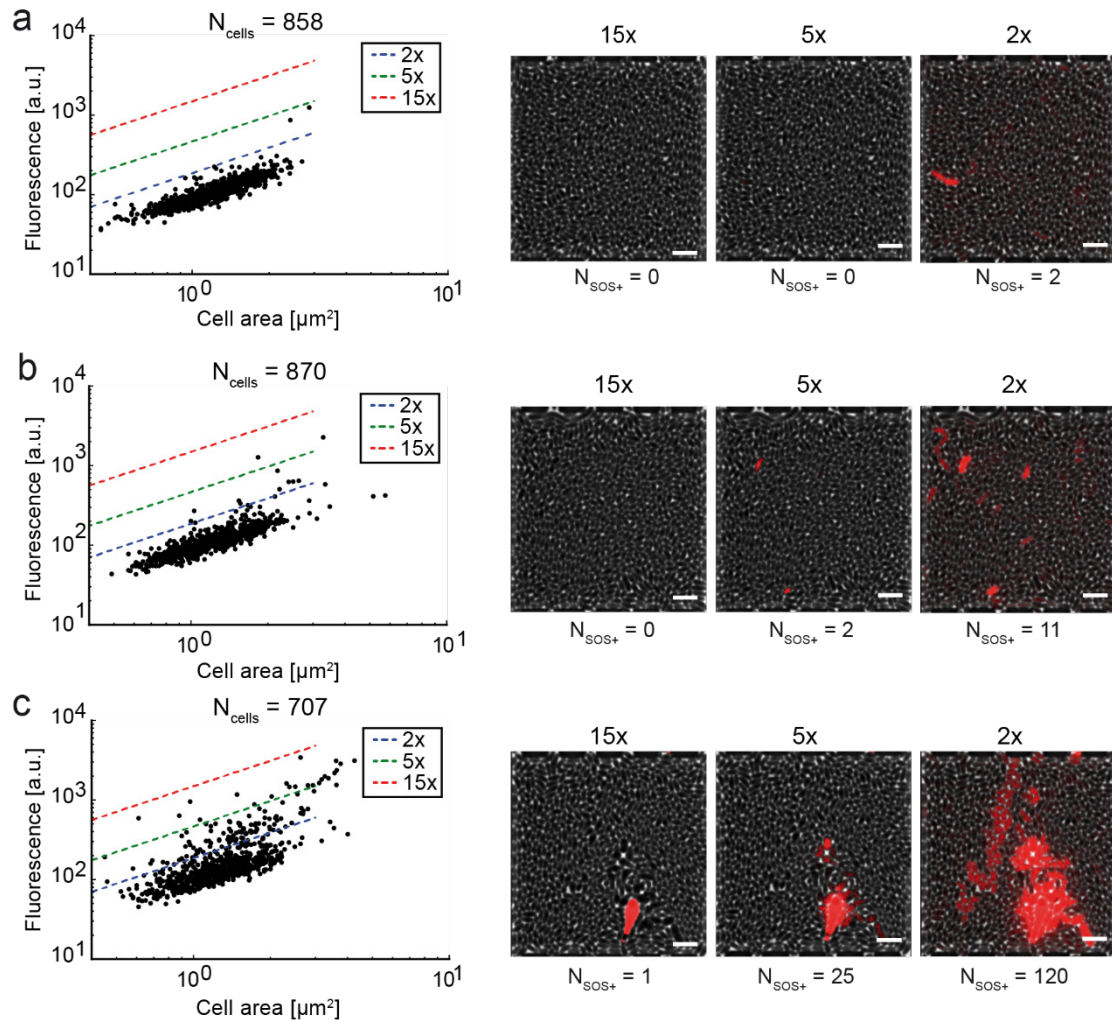 a
N_cells = 858
Fluorescence [a.u.]
10^4
10^3
10^2
10^1
2x
5x
15x
10^0
10^1
Cell area [µm²]
15x
5x
2x
N_SOS+ = 0
N_SOS+ = 0
N_SOS+ = 2
b
N_cells = 870
Fluorescence [a.u.]
10^4
10^3
10^2
10^1
2x
5x
15x
10^0
10^1
Cell area [µm²]
15x
5x
2x
N_SOS+ = 0
N_SOS+ = 2
N_SOS+ = 11
c
N_cells = 707
Fluorescence [a.u.]
10^4
10^3
10^2
10^1
2x
5x
15x
10^0
10^1
Cell area [µm²]
15x
5x
2x
N_SOS+ = 1
N_SOS+ = 25
N_SOS+ = 120